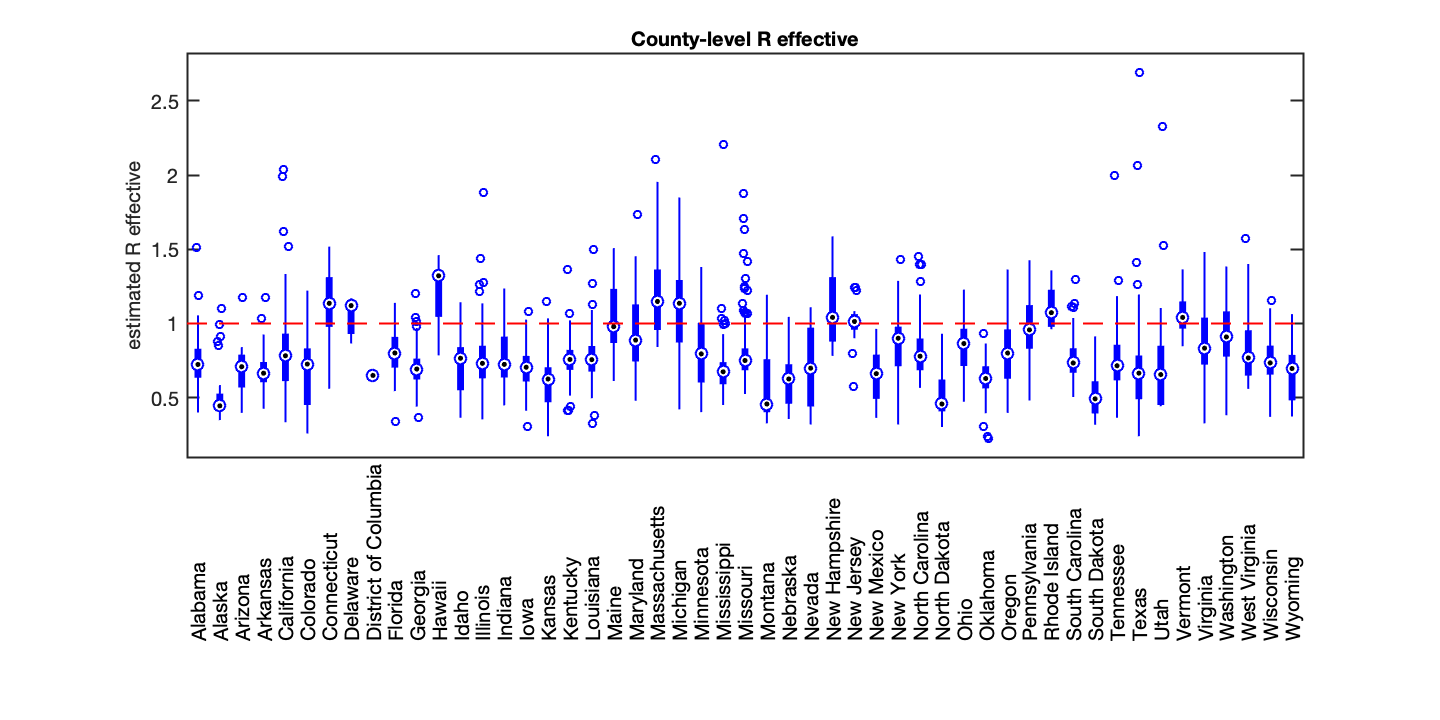 County-level R effective
estimated R effective
2.5
2
1.5
1
0.5
Alabama
Alaska
Arizona
Arkansas
California
Colorado
Connecticut
Delaware
District of Columbia
Florida
Georgia
Hawaii
Idaho
Illinois
Indiana
Iowa
Kansas
Kentucky
Louisiana
Maine
Maryland
Massachusetts
Michigan
Minnesota
Mississippi
Missouri
Montana
Nebraska
Nevada
New Hampshire
New Jersey
New Mexico
New York
North Carolina
North Dakota
Ohio
Oklahoma
Oregon
Pennsylvania
Rhode Island
South Carolina
South Dakota
Tennessee
Texas
Utah
Vermont
Virginia
Washington
West Virginia
Wisconsin
Wyoming